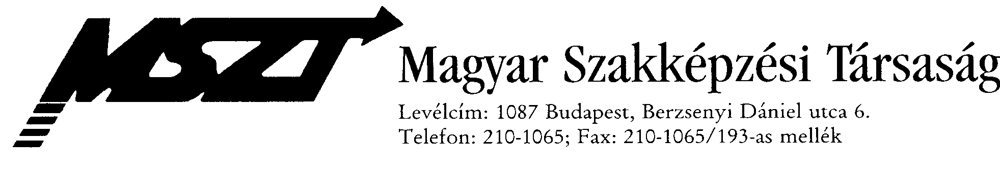 MSZT
Magyar Szakképzési Társaság
Levélcím: 1087 Budapest, Berzsenyi Dániel utca 6.
Telefon: 210-1065; Fax: 210-1065/193-as mellék